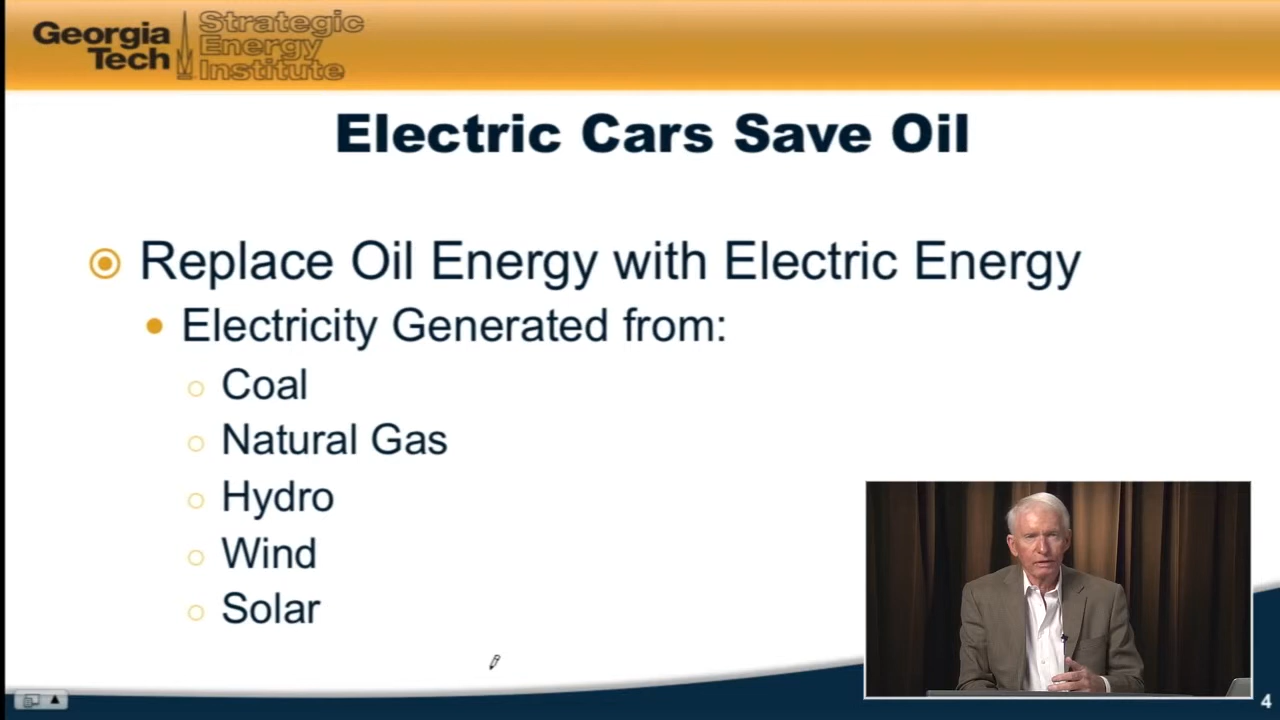 Georgia
Tech
Strategic
Energy
Institute
Electric Cars Save Oil
Replace Oil Energy with Electric Energy
Electricity Generated from:
Coal
Natural Gas
Hydro
Wind
Solar
4